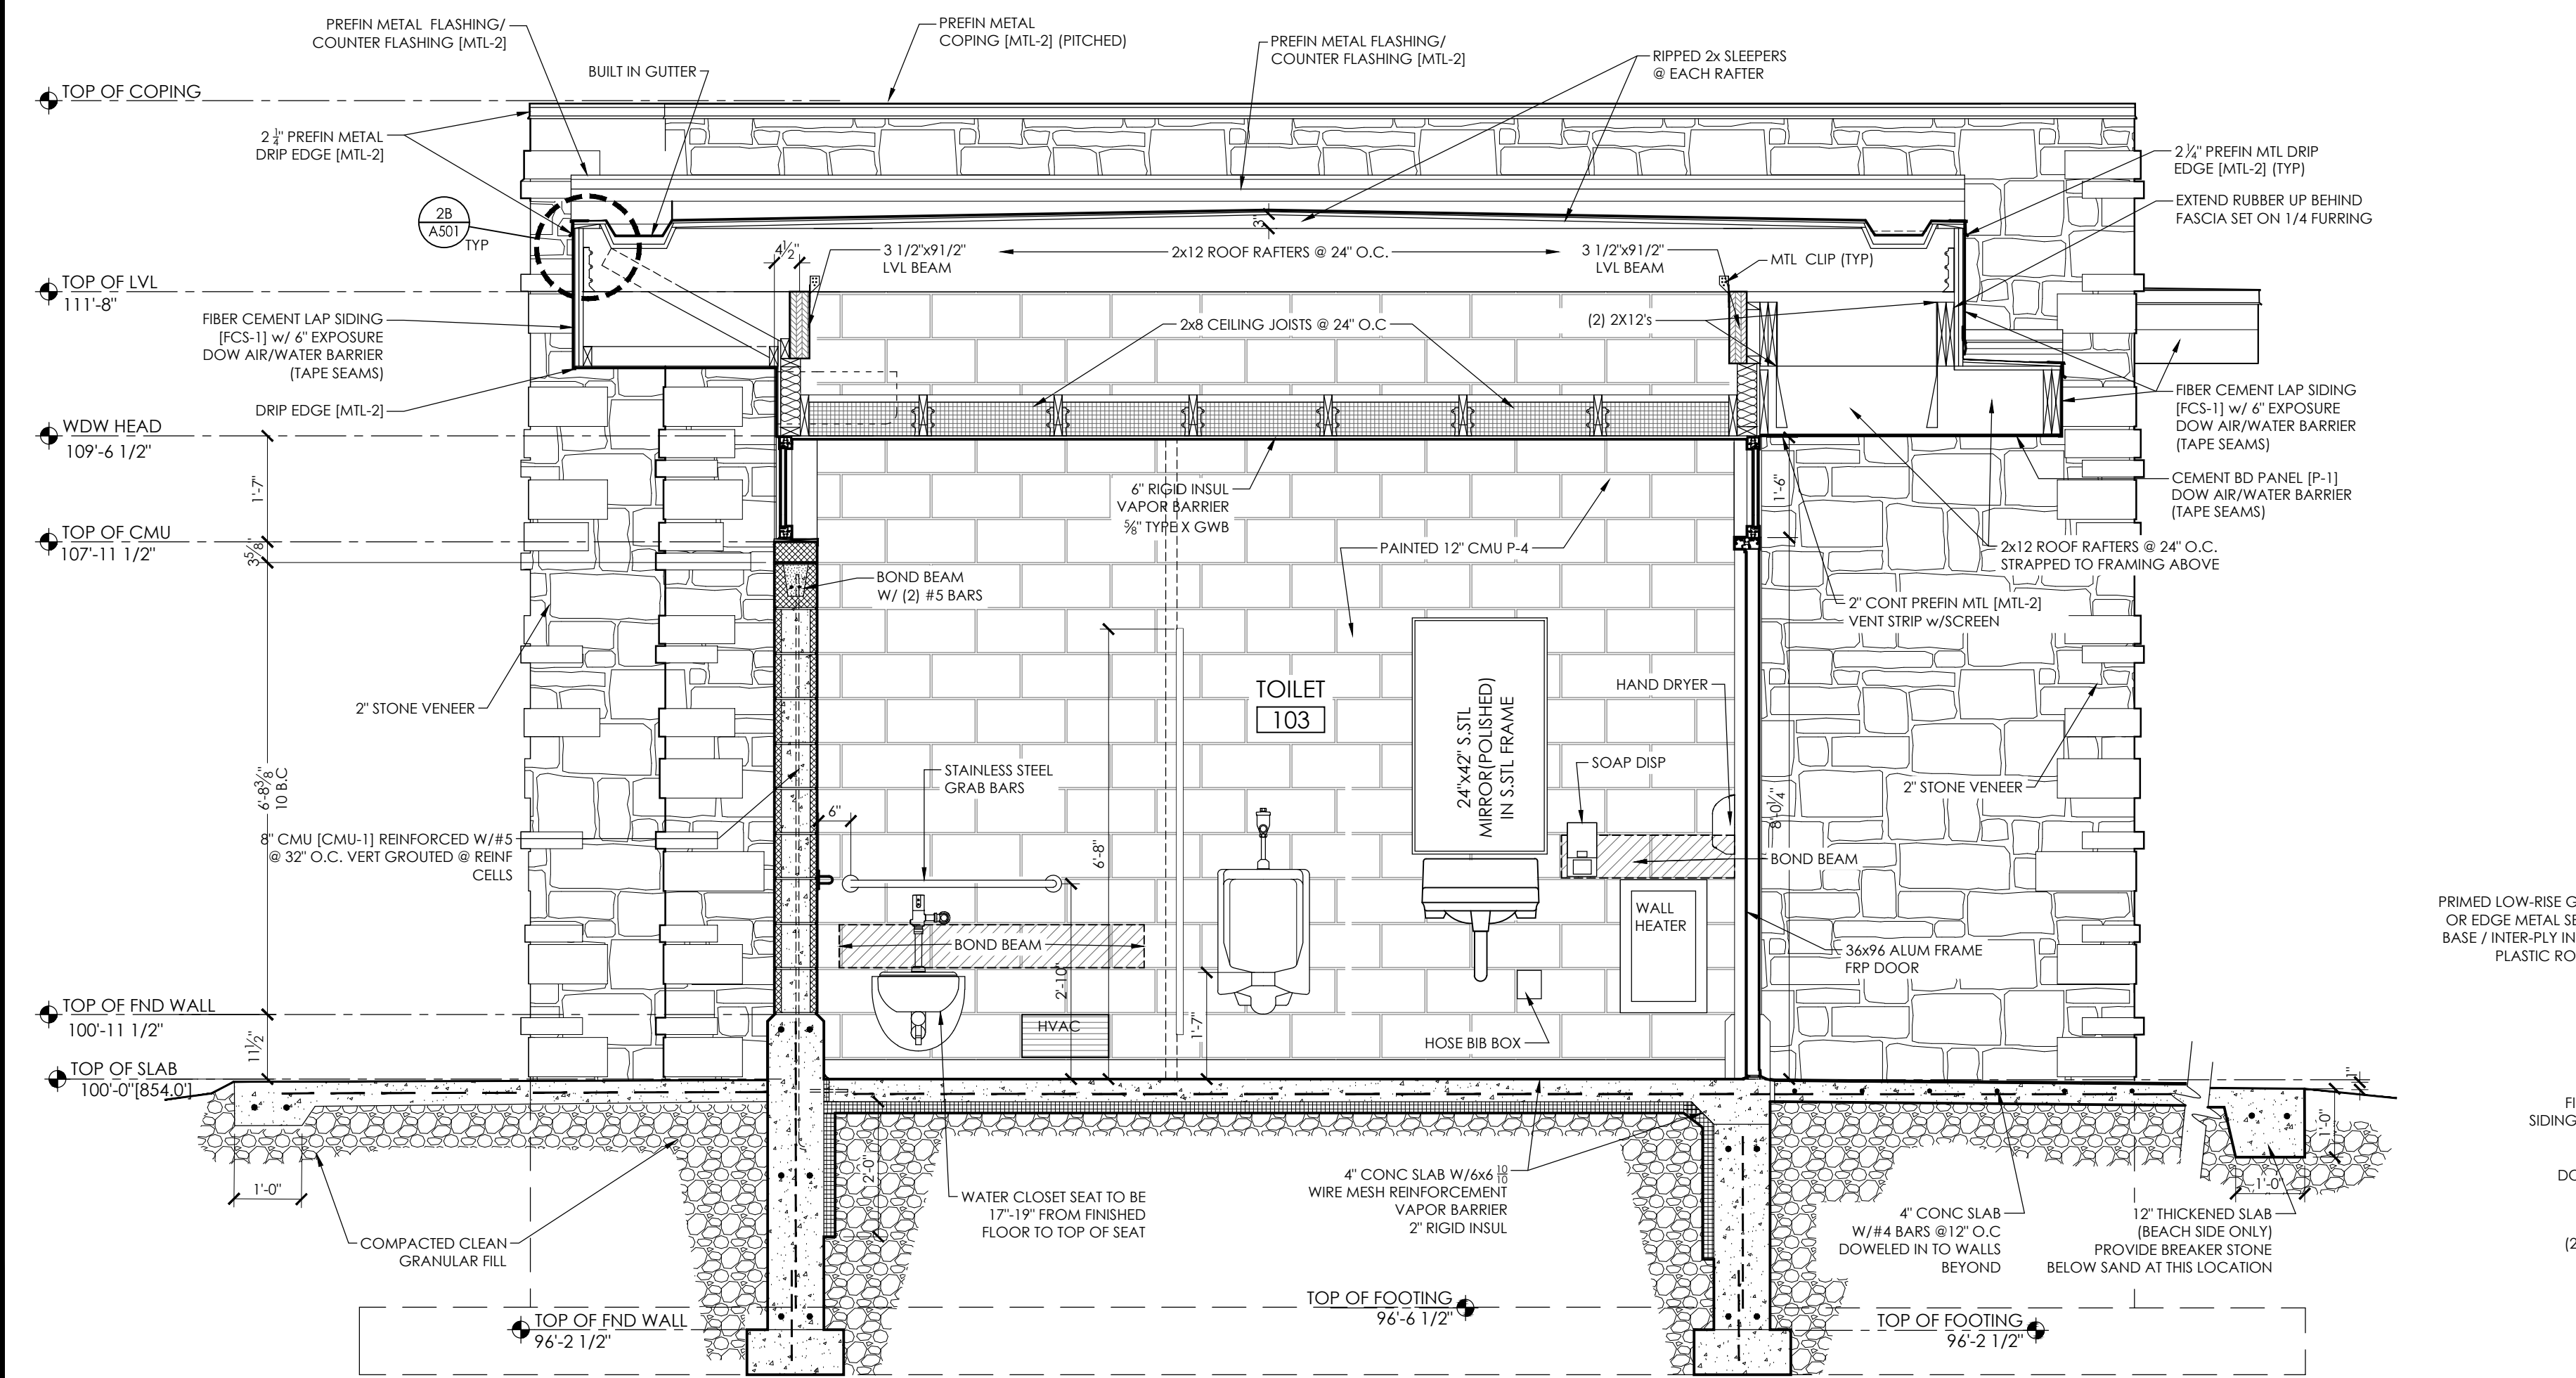 PREFIN METAL FLASHING/
COUNTER FLASHING [MTL-2]
PREFIN METAL
COPING [MTL-2] (PITCHED)
PREFIN METAL FLASHING/
COUNTER FLASHING [MTL-2]
RIPPED 2x SLEEPERS
@ EACH RAFTER
BUILT IN GUTTER
TOP OF COPING
2 1/4" PREFIN METAL
DRIP EDGE [MTL-2]
2 1/4" PREFIN MTL DRIP
EDGE [MTL-2] (TYP)
EXTEND RUBBER UP BEHIND
FASCIA SET ON 1/4 FURRING
2B
A501
TYP
3"
4 1/2"
3 1/2"x91/2"
LVL BEAM
2x12 ROOF RAFTERS @ 24" O.C.
3 1/2"x91/2"
LVL BEAM
MTL CLIP (TYP)
TOP OF LVL
111'-8"
FIBER CEMENT LAP SIDING
[FCS-1] w/ 6" EXPOSURE
DOW AIR/WATER BARRIER
(TAPE SEAMS)
2x8 CEILING JOISTS @ 24" O.C
(2) 2X12's
DRIP EDGE [MTL-2]
FIBER CEMENT LAP SIDING
[FCS-1] w/ 6" EXPOSURE
DOW AIR/WATER BARRIER
(TAPE SEAMS)
WDW HEAD
109'-6 1/2"
1'-7"
6" RIGID INSUL
VAPOR BARRIER
5/8" TYPE X GWB
1'-6"
CEMENT BD PANEL [P-1]
DOW AIR/WATER BARRIER
(TAPE SEAMS)
TOP OF CMU
107'-11 1/2"
3 5/8"
PAINTED 12" CMU P-4
2x12 ROOF RAFTERS @ 24" O.C.
STRAPPED TO FRAMING ABOVE
BOND BEAM
W/ (2) #5 BARS
2" CONT PREFIN MTL [MTL-2]
VENT STRIP w/SCREEN
2" STONE VENEER
TOILET
103
24"x42" S.STL
MIRROR(POLISHED)
IN S.STL FRAME
HAND DRYER
SOAP DISP
STAINLESS STEEL
GRAB BARS
2" STONE VENEER
6'-8 3/8"
10 B.C
6"
8'-0 1/4"
8" CMU [CMU-1] REINFORCED W/#5
@ 32" O.C. VERT GROUTED @ REINF
CELLS
6'-8"
BOND BEAM
WALL
HEATER
BOND BEAM
36x96 ALUM FRAME
FRP DOOR
PRIMED LOW-RISE G
OR EDGE METAL SE
BASE / INTER-PLY IN
PLASTIC RO
2'-10"
1'-7"
TOP OF FND WALL
100'-11 1/2"
HVAC
HOSE BIB BOX
11 1/2"
TOP OF SLAB
100'-0"[854.0']
1"
FI
SIDING
1'-0"
2'-0"
1'-0"
WATER CLOSET SEAT TO BE
17"-19" FROM FINISHED
FLOOR TO TOP OF SEAT
4" CONC SLAB W/6x6 10/10
WIRE MESH REINFORCEMENT
VAPOR BARRIER
2" RIGID INSUL
1'-0"
DO
4" CONC SLAB
W/#4 BARS @12" O.C
DOWELED IN TO WALLS
BEYOND
12" THICKENED SLAB
(BEACH SIDE ONLY)
PROVIDE BREAKER STONE
BELOW SAND AT THIS LOCATION
(2
COMPACTED CLEAN
GRANULAR FILL
TOP OF FND WALL
96'-2 1/2"
TOP OF FOOTING
96'-6 1/2"
TOP OF FOOTING
96'-2 1/2"